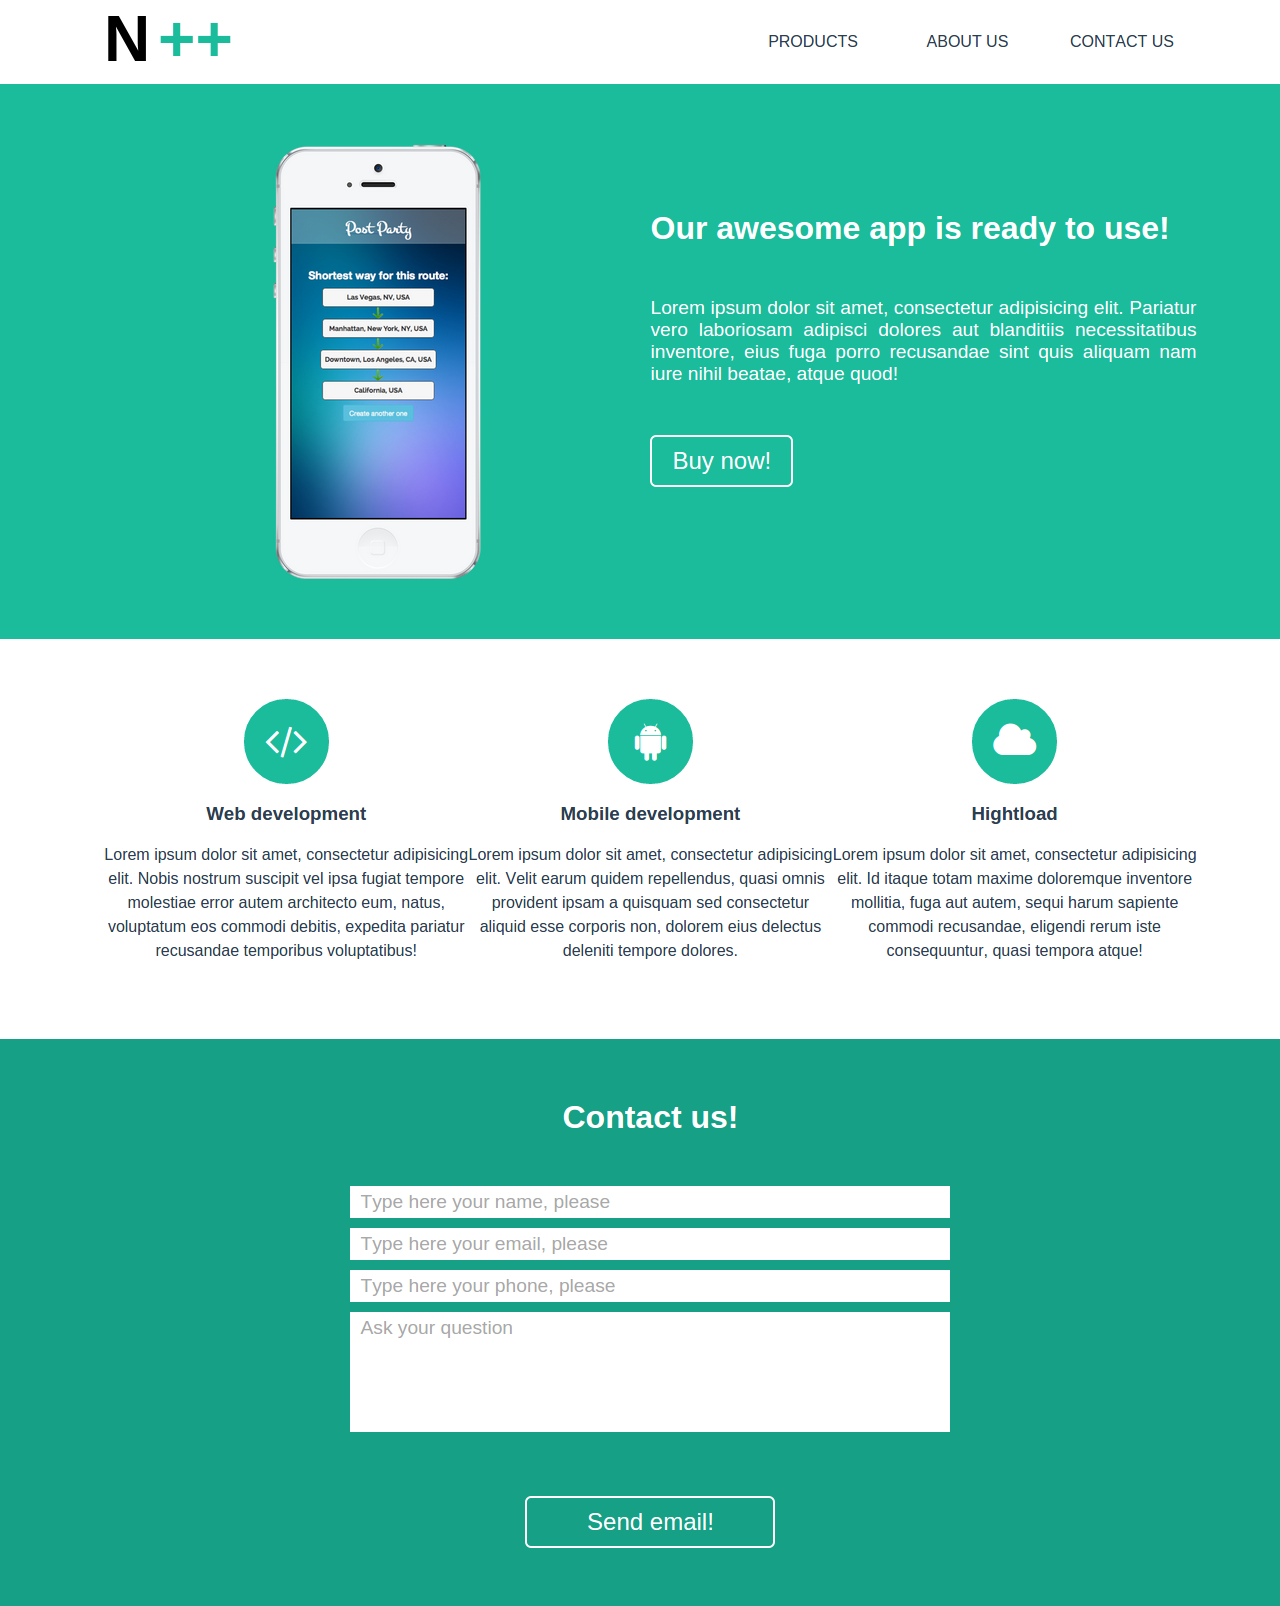 N ++
PRODUCTS ABOUT US CONTACT US
Post Party
Shortest way for this route:
Las Vegas, NV, USA
Manhattan, New York, NY, USA
Downtown, Los Angeles, CA, USA
California, USA
Create another one
Our awesome app is ready to use!
Lorem ipsum dolor sit amet, consectetur adipisicing elit. Pariatur
vero laboriosam adipisci dolores aut blanditiis necessitatibus
inventore, eius fuga porro recusandae sint quis aliquam nam
iure nihil beatae, atque quod!
Buy now!
Web development
Lorem ipsum dolor sit amet, consectetur adipisicing
elit. Nobis nostrum suscipit vel ipsa fugiat tempore
molestiae error autem architecto eum, natus,
voluptatum eos commodi debitis, expedita pariatur
recusandae temporibus voluptatibus!
Mobile development
Lorem ipsum dolor sit amet, consectetur adipisicing
elit. Velit earum quidem repellendus, quasi omnis
provident ipsam a quisquam sed consectetur
aliquid esse corporis non, dolorem eius delectus
deleniti tempore dolores.
Hightload
Lorem ipsum dolor sit amet, consectetur adipisicing
elit. Id itaque totam maxime doloremque inventore
mollitia, fuga aut autem, sequi harum sapiente
commodi recusandae, eligendi rerum iste
consequuntur, quasi tempora atque!
Contact us!
Type here your name, please
Type here your email, please
Type here your phone, please
Ask your question
Send email!